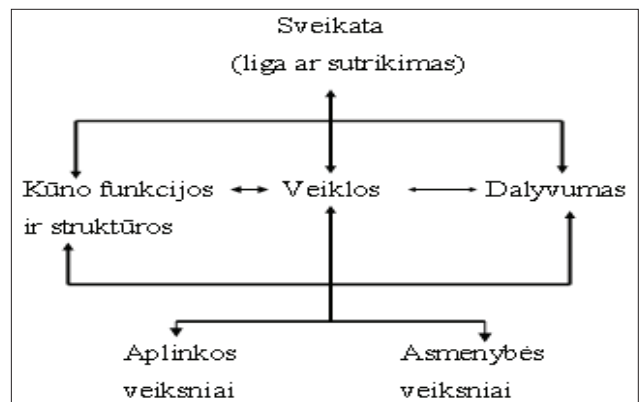 Sveikata
(liga ar sutrikimas)
Kūno funkcijos Veiklos Dalyvumas
ir struktūros
Aplinkos Asmenybės
veiksniai veiksniai